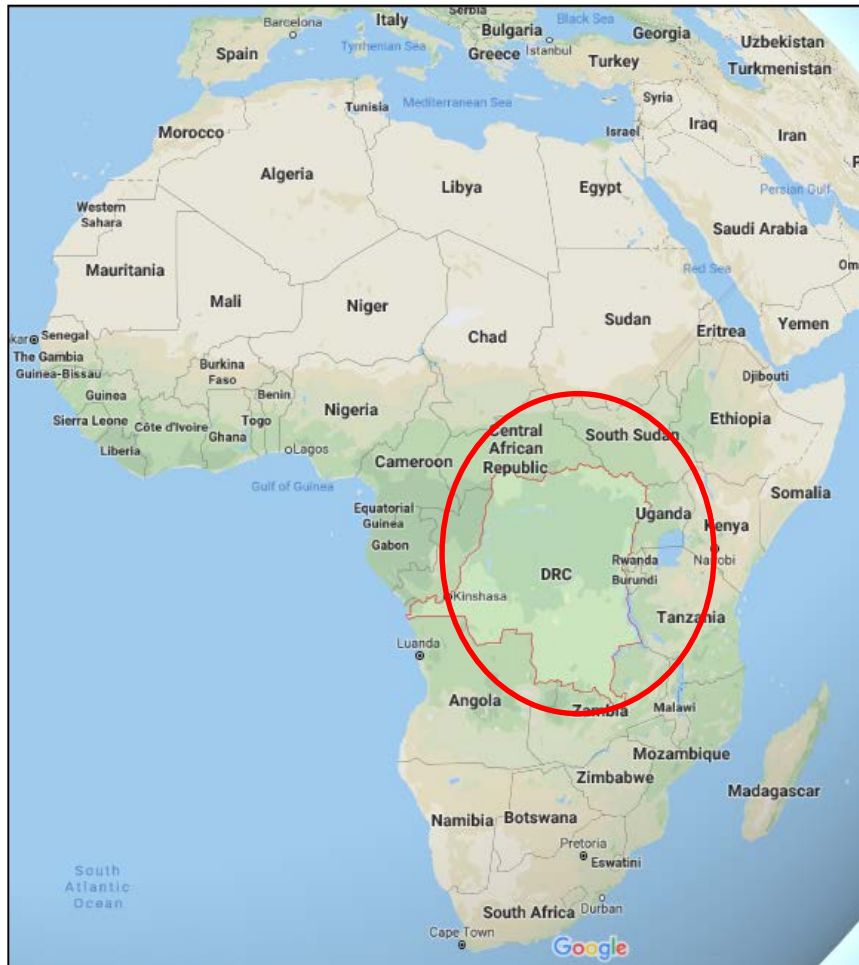 Serbia
Barcelona
Italy
Bulgaria
Black Sea
Georgia
Uzbekistan
Spain
Tyrrhenian Sea
Greece
Istanbul
Turkey
Turkmenistan
Tunisia
Mediterranean Sea
Syria
Morocco
Israel
Iraq
Iran
Algeria
Libya
Egypt
Persian Gulf
Western
Sahara
Saudi Arabia
Mauritania
Red Sea
Om
Mali
Niger
Sudan
Chad
Eritrea
Yemen
kar
Senegal
The Gambia
Guinea-Bissau
Burkina
Faso
Djibouti
Guinea
Benin
Nigeria
Ethiopia
Sierra Leone
Côte d'Ivoire
Togo
Ghana
Central
African
Republic
South Sudan
Liberia
Lagos
Cameroon
Somalia
Gulf of Guinea
Equatorial
Guinea
Uganda
Kenya
Gabon
Nairobi
DRC
Rwanda
Burundi
Kinshasa
Tanzania
Luanda
Angola
Zambia
Malawi
Mozambique
Zimbabwe
Madagascar
Namibia
Botswana
Pretoria
Eswatini
South
Atlantic
Ocean
South Africa
Durban
Cape Town
Google